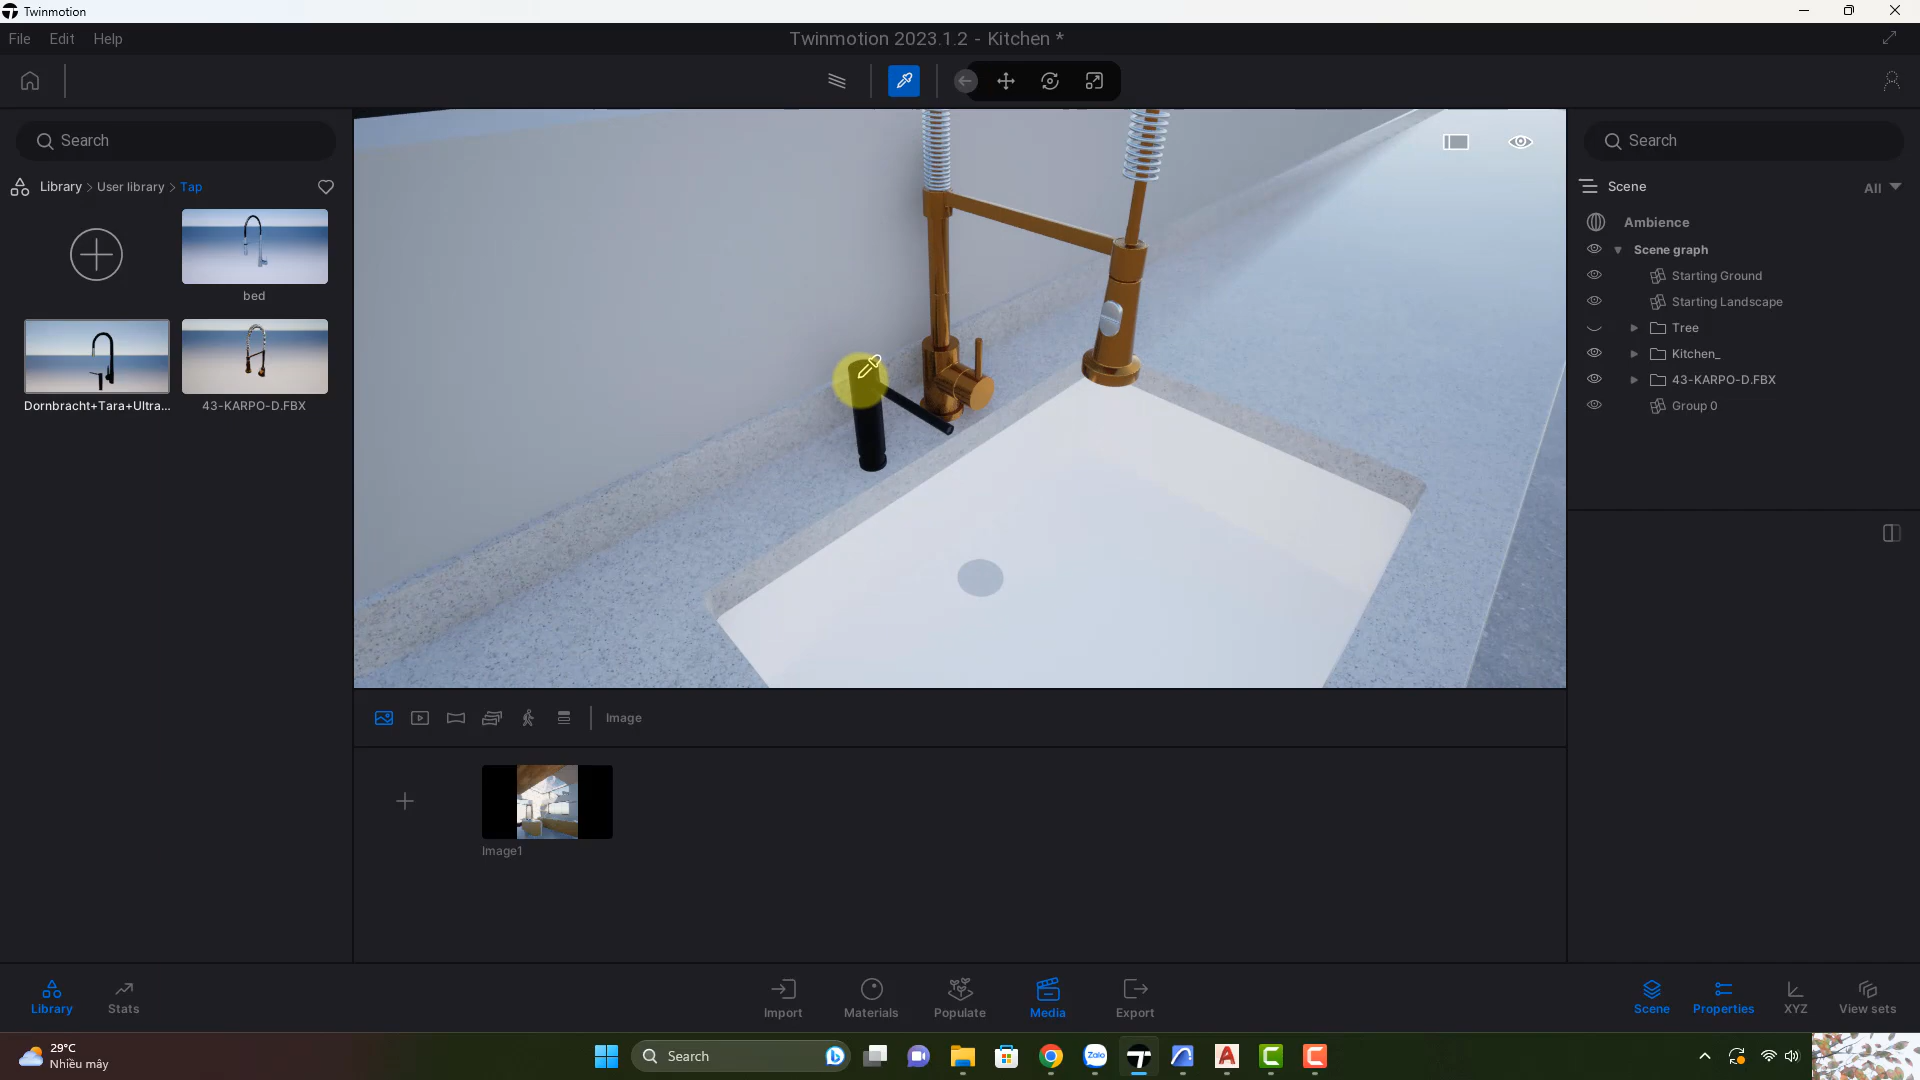 Twinmotion
File Edit Help
Twinmotion 2023.1.2 - Kitchen *
Search
Library > User library > Tap
bed
Dornbracht+Tara+Ultra...
43-KARPO-D.FBX
Search
Scene
All
Ambience
Scene graph
Starting Ground
Starting Landscape
Tree
Kitchen_
43-KARPO-D.FBX
Group 0
Image
Image1
Library
Stats
Import
Materials
Populate
Media
Export
Scene
Properties
XYZ
View sets
29°C
Nhiều mây
Search
Zalo